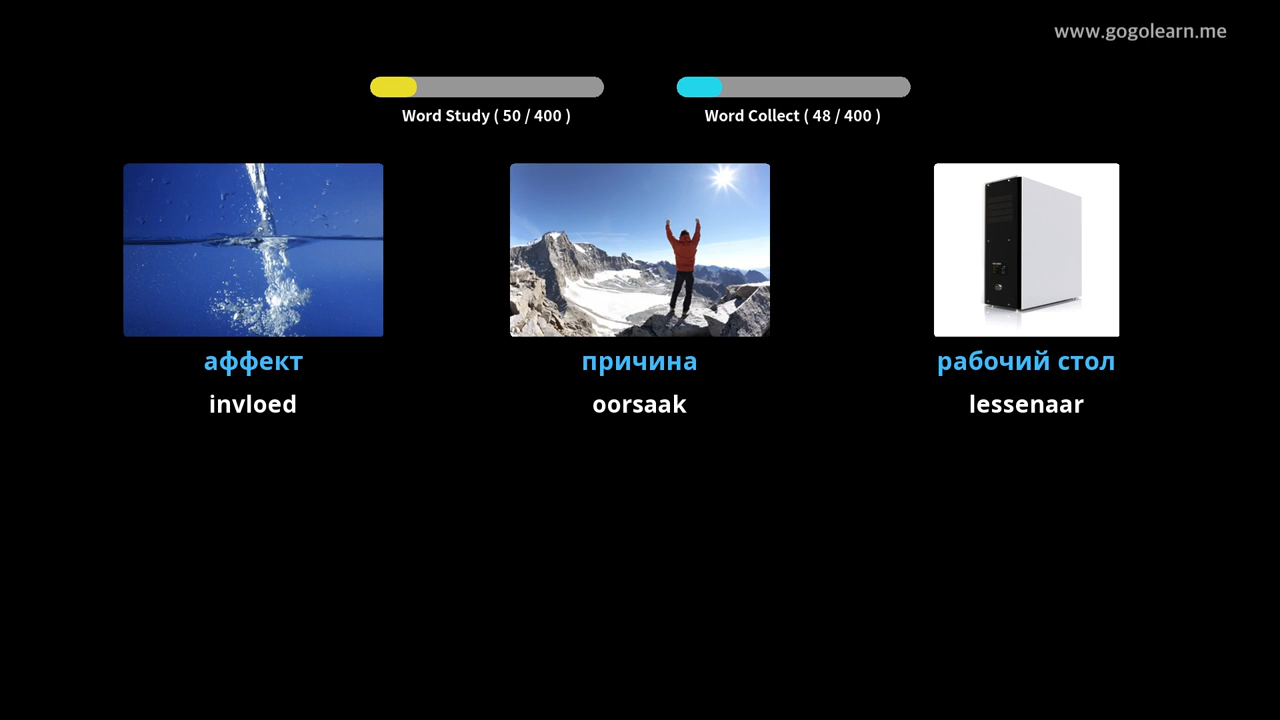 www.gogolearn.me
Word Study ( 50 / 400 )
Word Collect ( 48 / 400 )
аффект
причина
рабочий стол
invloed
oorsaak
lessenaar